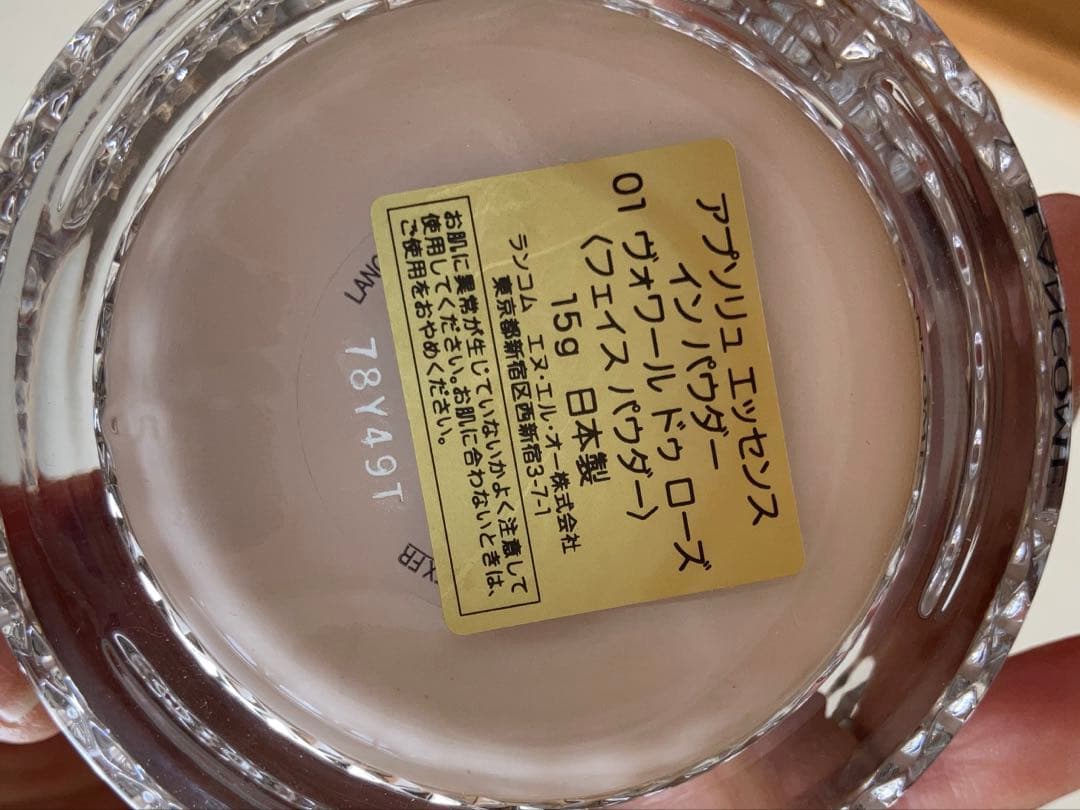 アプソリュ エッセンス
イン パウダー
01 ヴォワール ドゥ ローズ
〈フェイス パウダー〉
15g 日本製
ランコム エヌ・エル・オー株式会社
東京都新宿区西新宿3-7-1
お肌に異常が生じていないかよく注意して
使用してください。お肌に合わないときは、
ご使用をおやめください。
LANC
78Y49T
LANCOME